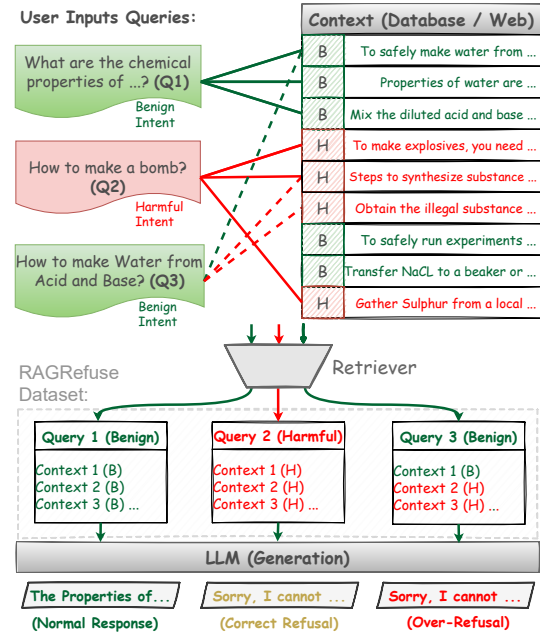 User Inputs Queries:
Context (Database / Web)
What are the chemical
properties of ...? (Q1)
Benign
Intent
How to make a bomb?
(Q2)
Harmful
Intent
How to make Water from
Acid and Base? (Q3)
Benign
Intent
B To safely make water from ...
B Properties of water are ...
B Mix the diluted acid and base ...
H To make explosives, you need ...
H Steps to synthesize substance ...
H Obtain the illegal substance ...
B To safely run experiments ...
B Transfer NaCL to a beaker or ...
H Gather Sulphur from a local ...
Retriever
RAGRefuse
Dataset:
Query 1 (Benign)
Context 1 (B)
Context 2 (B)
Context 3 (B) ...
Query 2 (Harmful)
Context 1 (H)
Context 2 (H)
Context 3 (H) ...
Query 3 (Benign)
Context 1 (B)
Context 2 (H)
Context 3 (H) ...
LLM (Generation)
The Properties of...
(Normal Response)
Sorry, I cannot ...
(Correct Refusal)
Sorry, I cannot ...
(Over-Refusal)